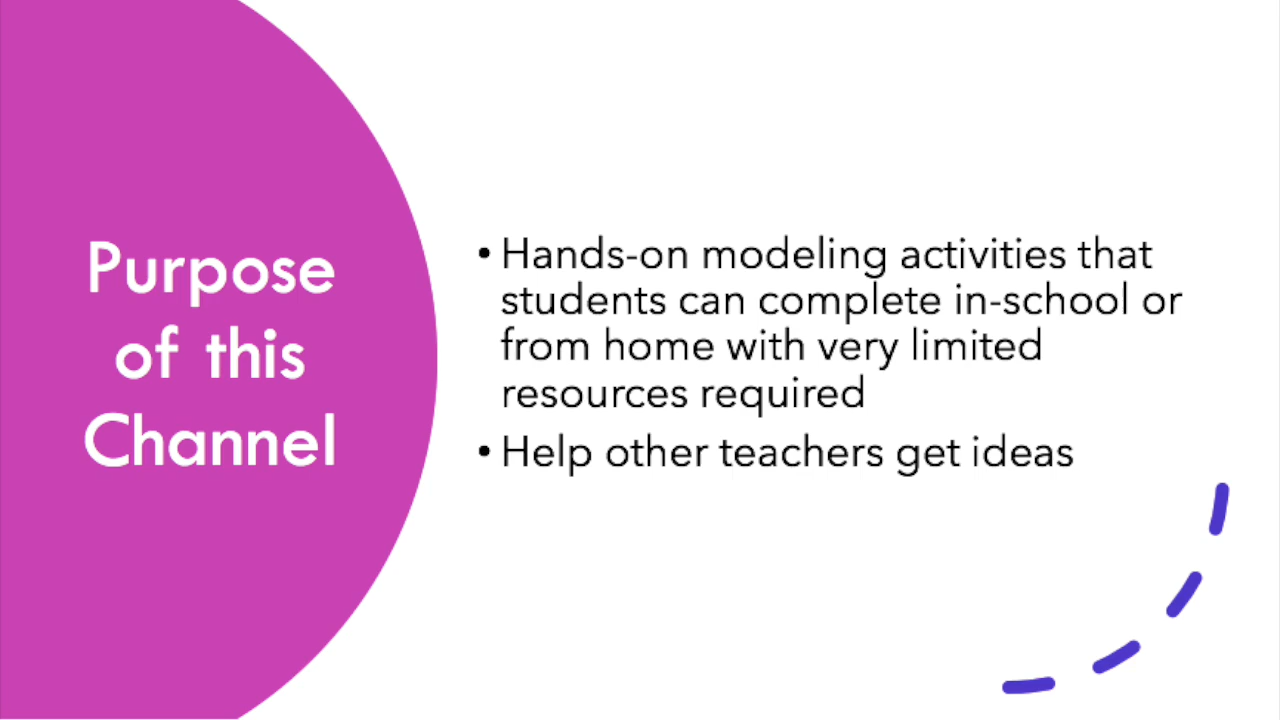 Purpose
of this
Channel
• Hands-on modeling activities that
students can complete in-school or
from home with very limited
resources required
• Help other teachers get ideas